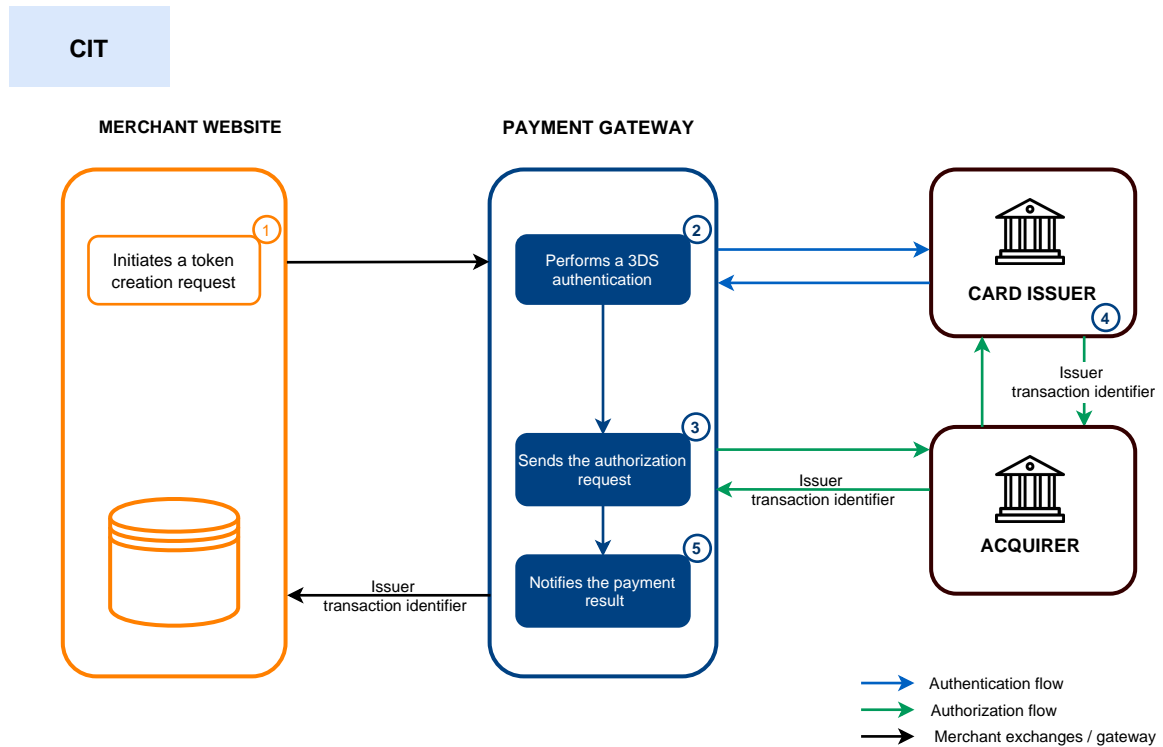 CIT
MERCHANT WEBSITE
PAYMENT GATEWAY
1
Initiates a token
creation request
2
Performs a 3DS
authentication
CARD ISSUER
4
Issuer
transaction identifier
3
Sends the authorization
request
Issuer
transaction identifier
ACQUIRER
5
Notifies the payment
result
Issuer
transaction identifier
Authentication flow
Authorization flow
Merchant exchanges / gateway